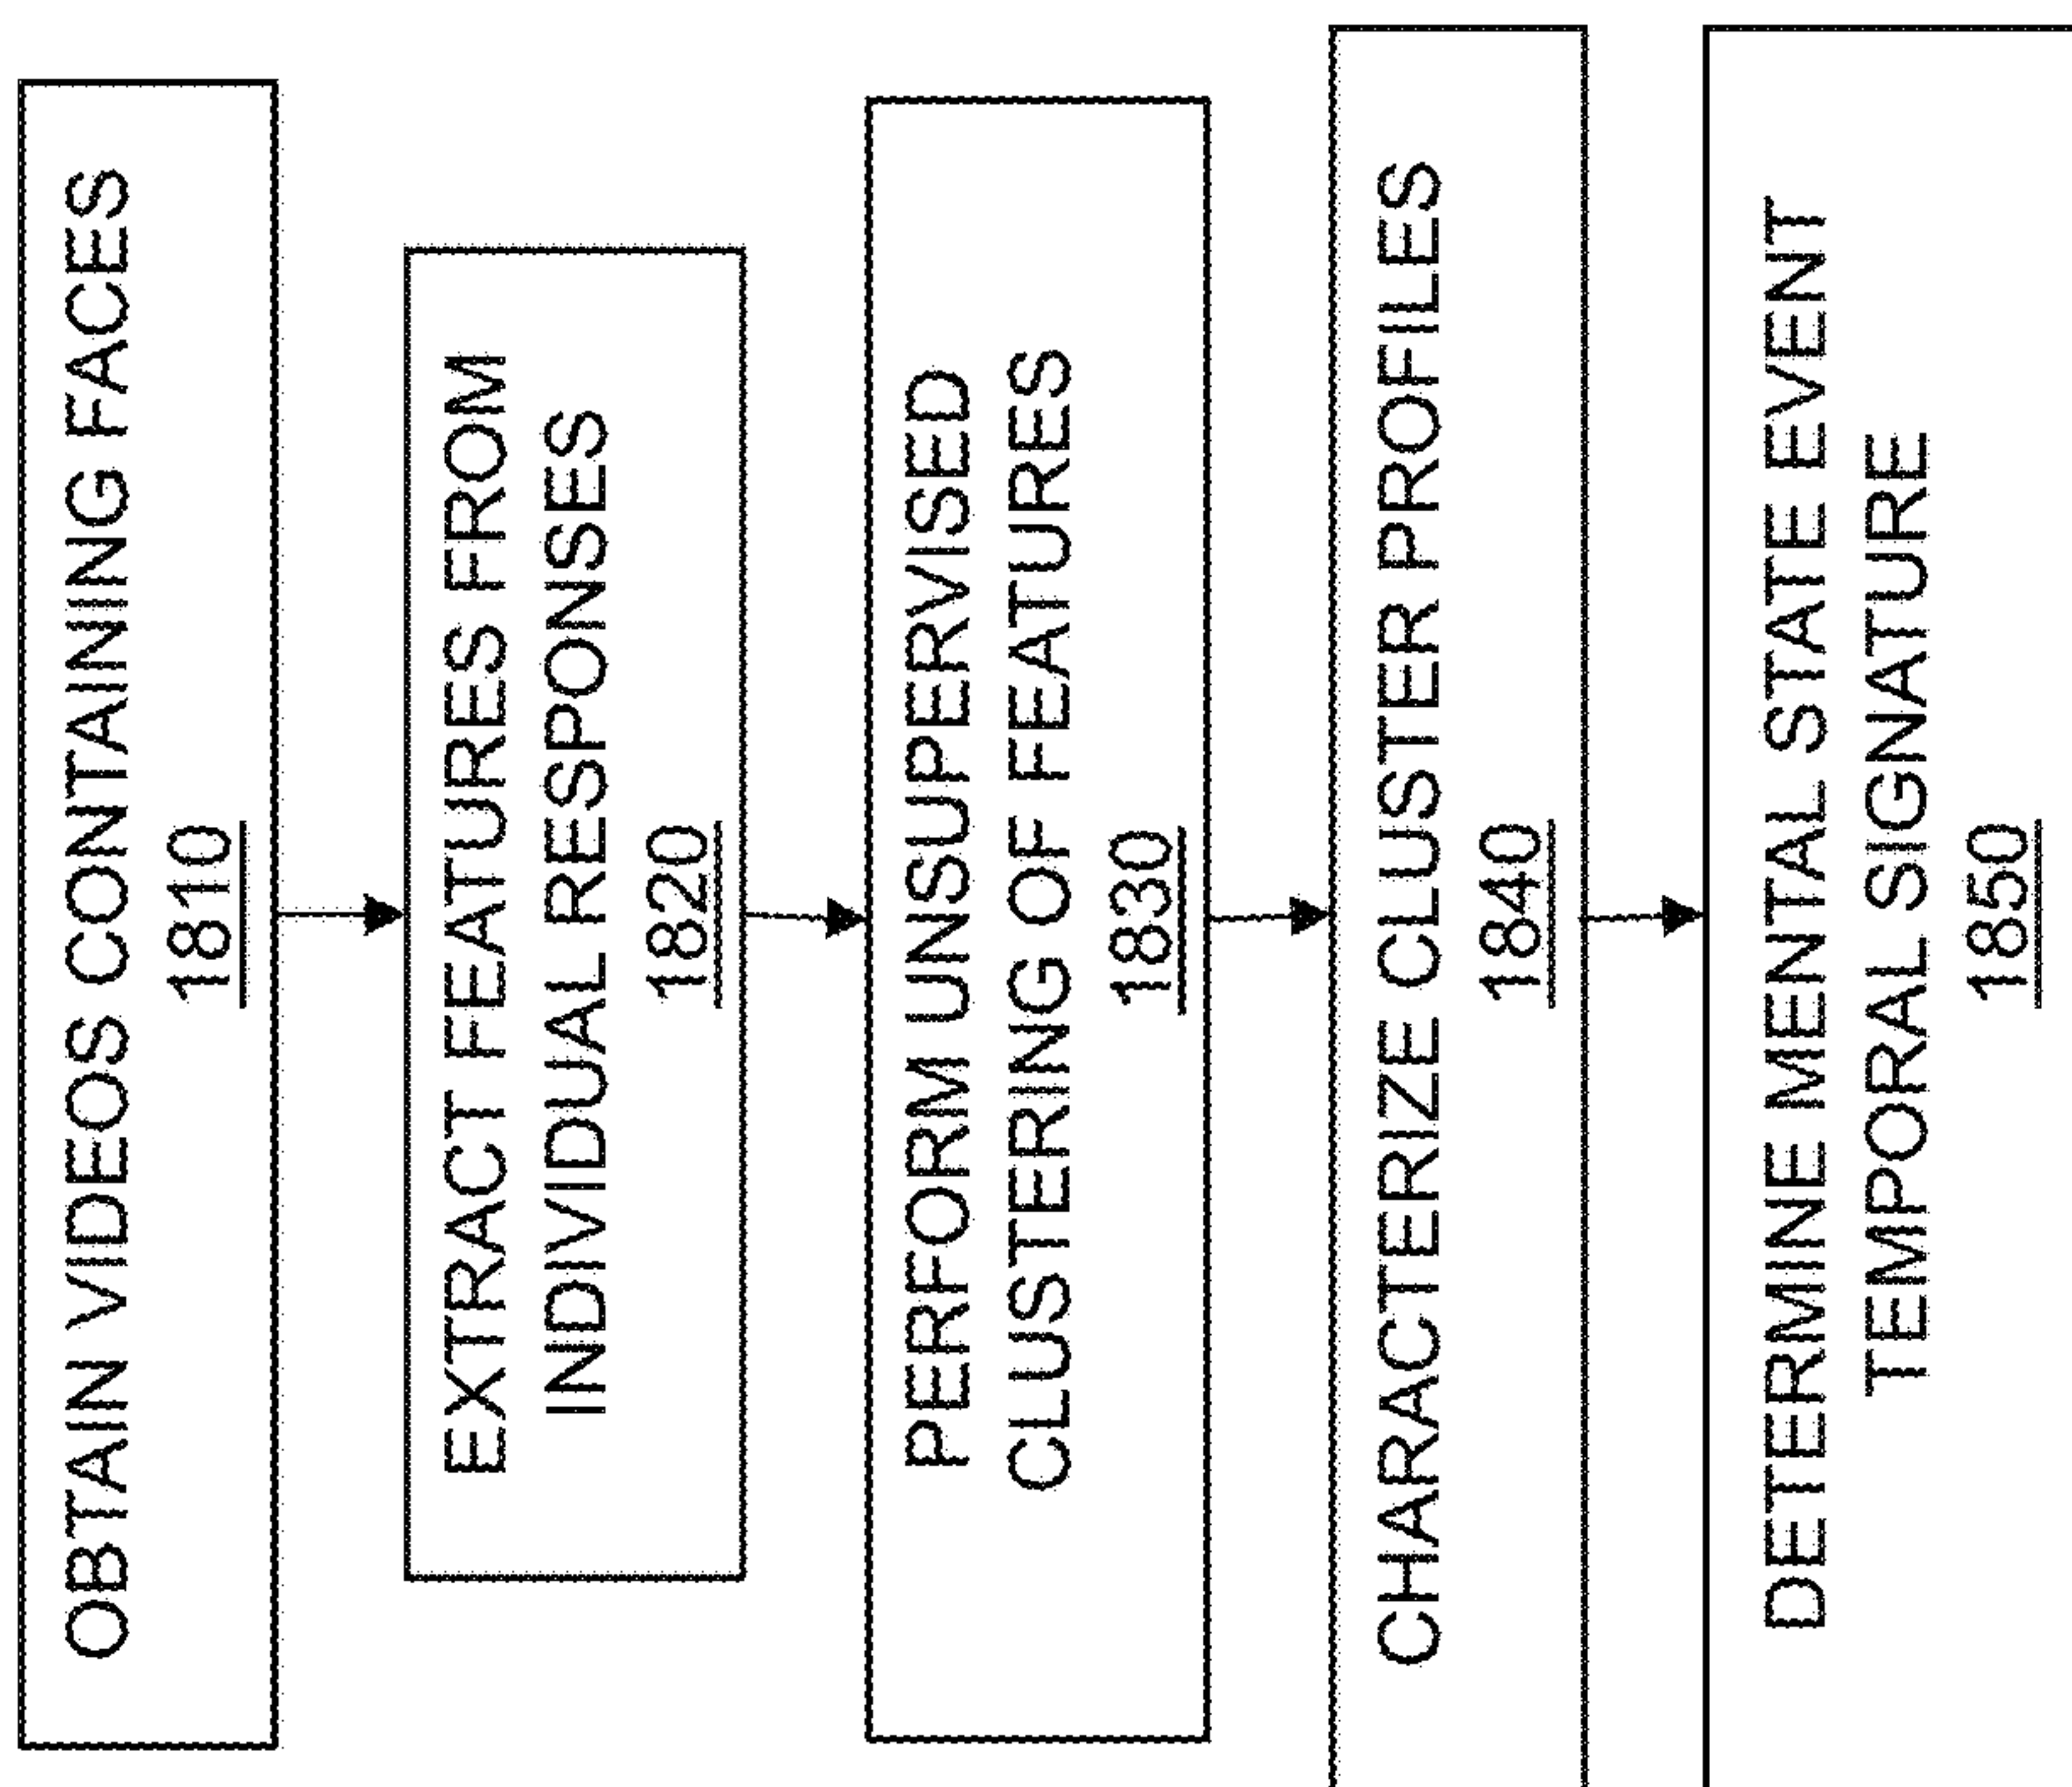 OBTAIN VIDEOS CONTAINING FACES
1810
EXTRACT FEATURES FROM
INDIVIDUAL RESPONSES
1820
PERFORM UNSUPERVISED
CLUSTERING OF FEATURES
1830
CHARACTERIZE CLUSTER PROFILES
1840
DETERMINE MENTAL STATE EVENT
TEMPORAL SIGNATURE
1850